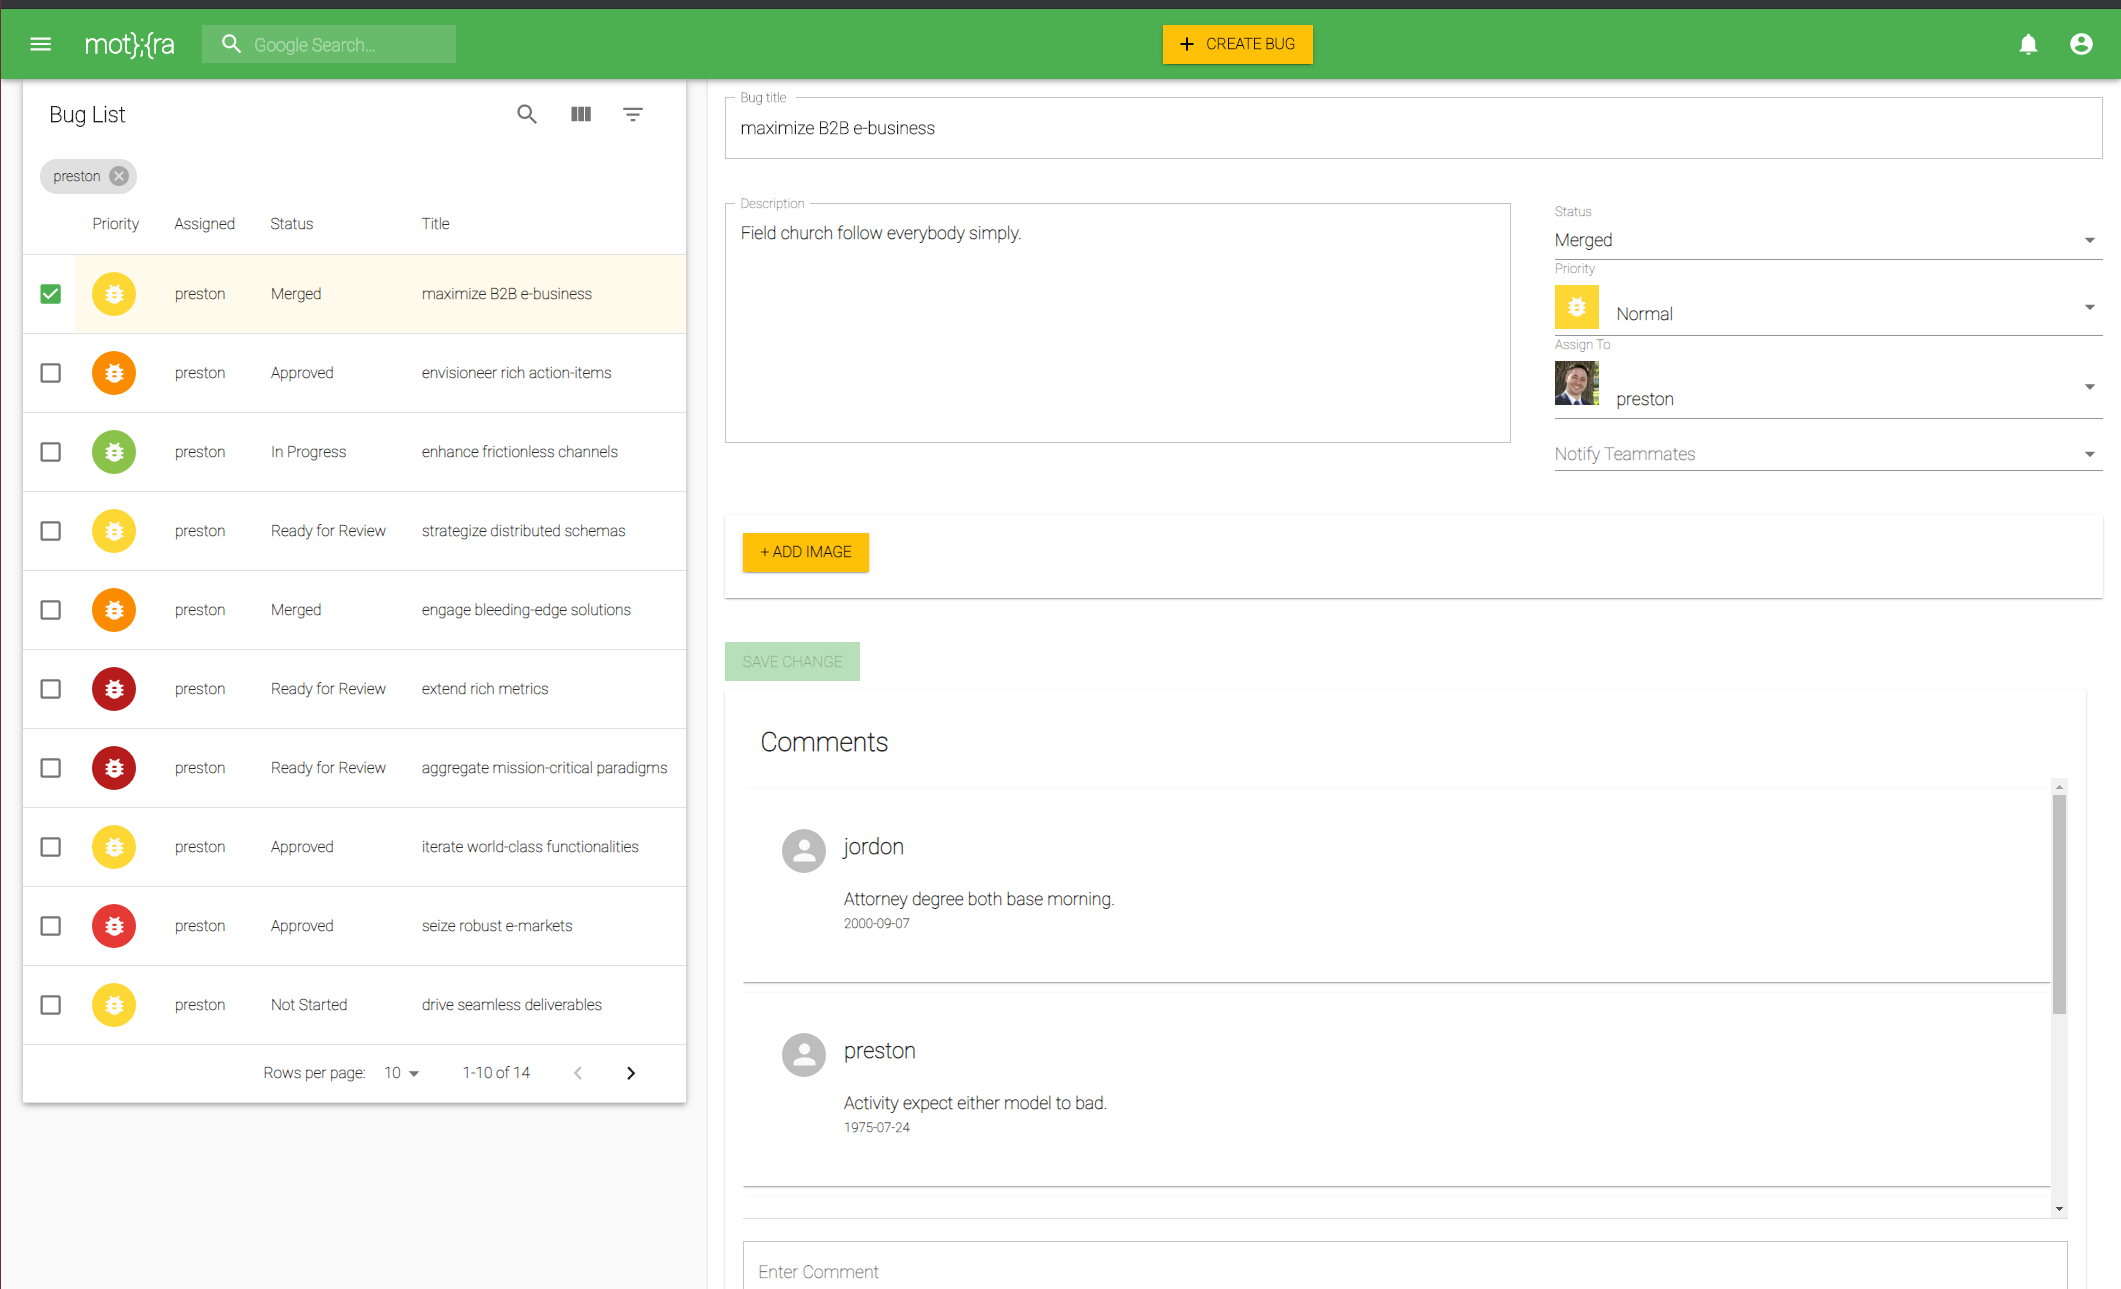 mot};{ra
Google Search...
CREATE BUG
Bug List
preston
Priority Assigned Status Title
preston Merged maximize B2B e-business
preston Approved envisioneer rich action-items
preston In Progress enhance frictionless channels
preston Ready for Review strategize distributed schemas
preston Merged engage bleeding-edge solutions
preston Ready for Review extend rich metrics
preston Ready for Review aggregate mission-critical paradigms
preston Approved iterate world-class functionalities
preston Approved seize robust e-markets
preston Not Started drive seamless deliverables
Rows per page: 10 1-10 of 14
Bug title
maximize B2B e-business
Description
Field church follow everybody simply.
Status
Merged
Priority
Normal
Assign To
preston
Notify Teammates
+ ADD IMAGE
SAVE CHANGE
Comments
jordon
Attorney degree both base morning.
2000-09-07
preston
Activity expect either model to bad.
1975-07-24
Enter Comment